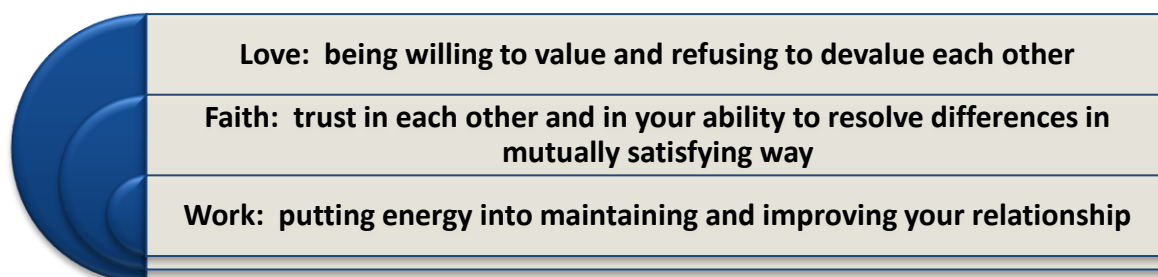 Love:  being willing to value and refusing to devalue each other
Faith:  trust in each other and in your ability to resolve differences in
mutually satisfying way
Work:  putting energy into maintaining and improving your relationship